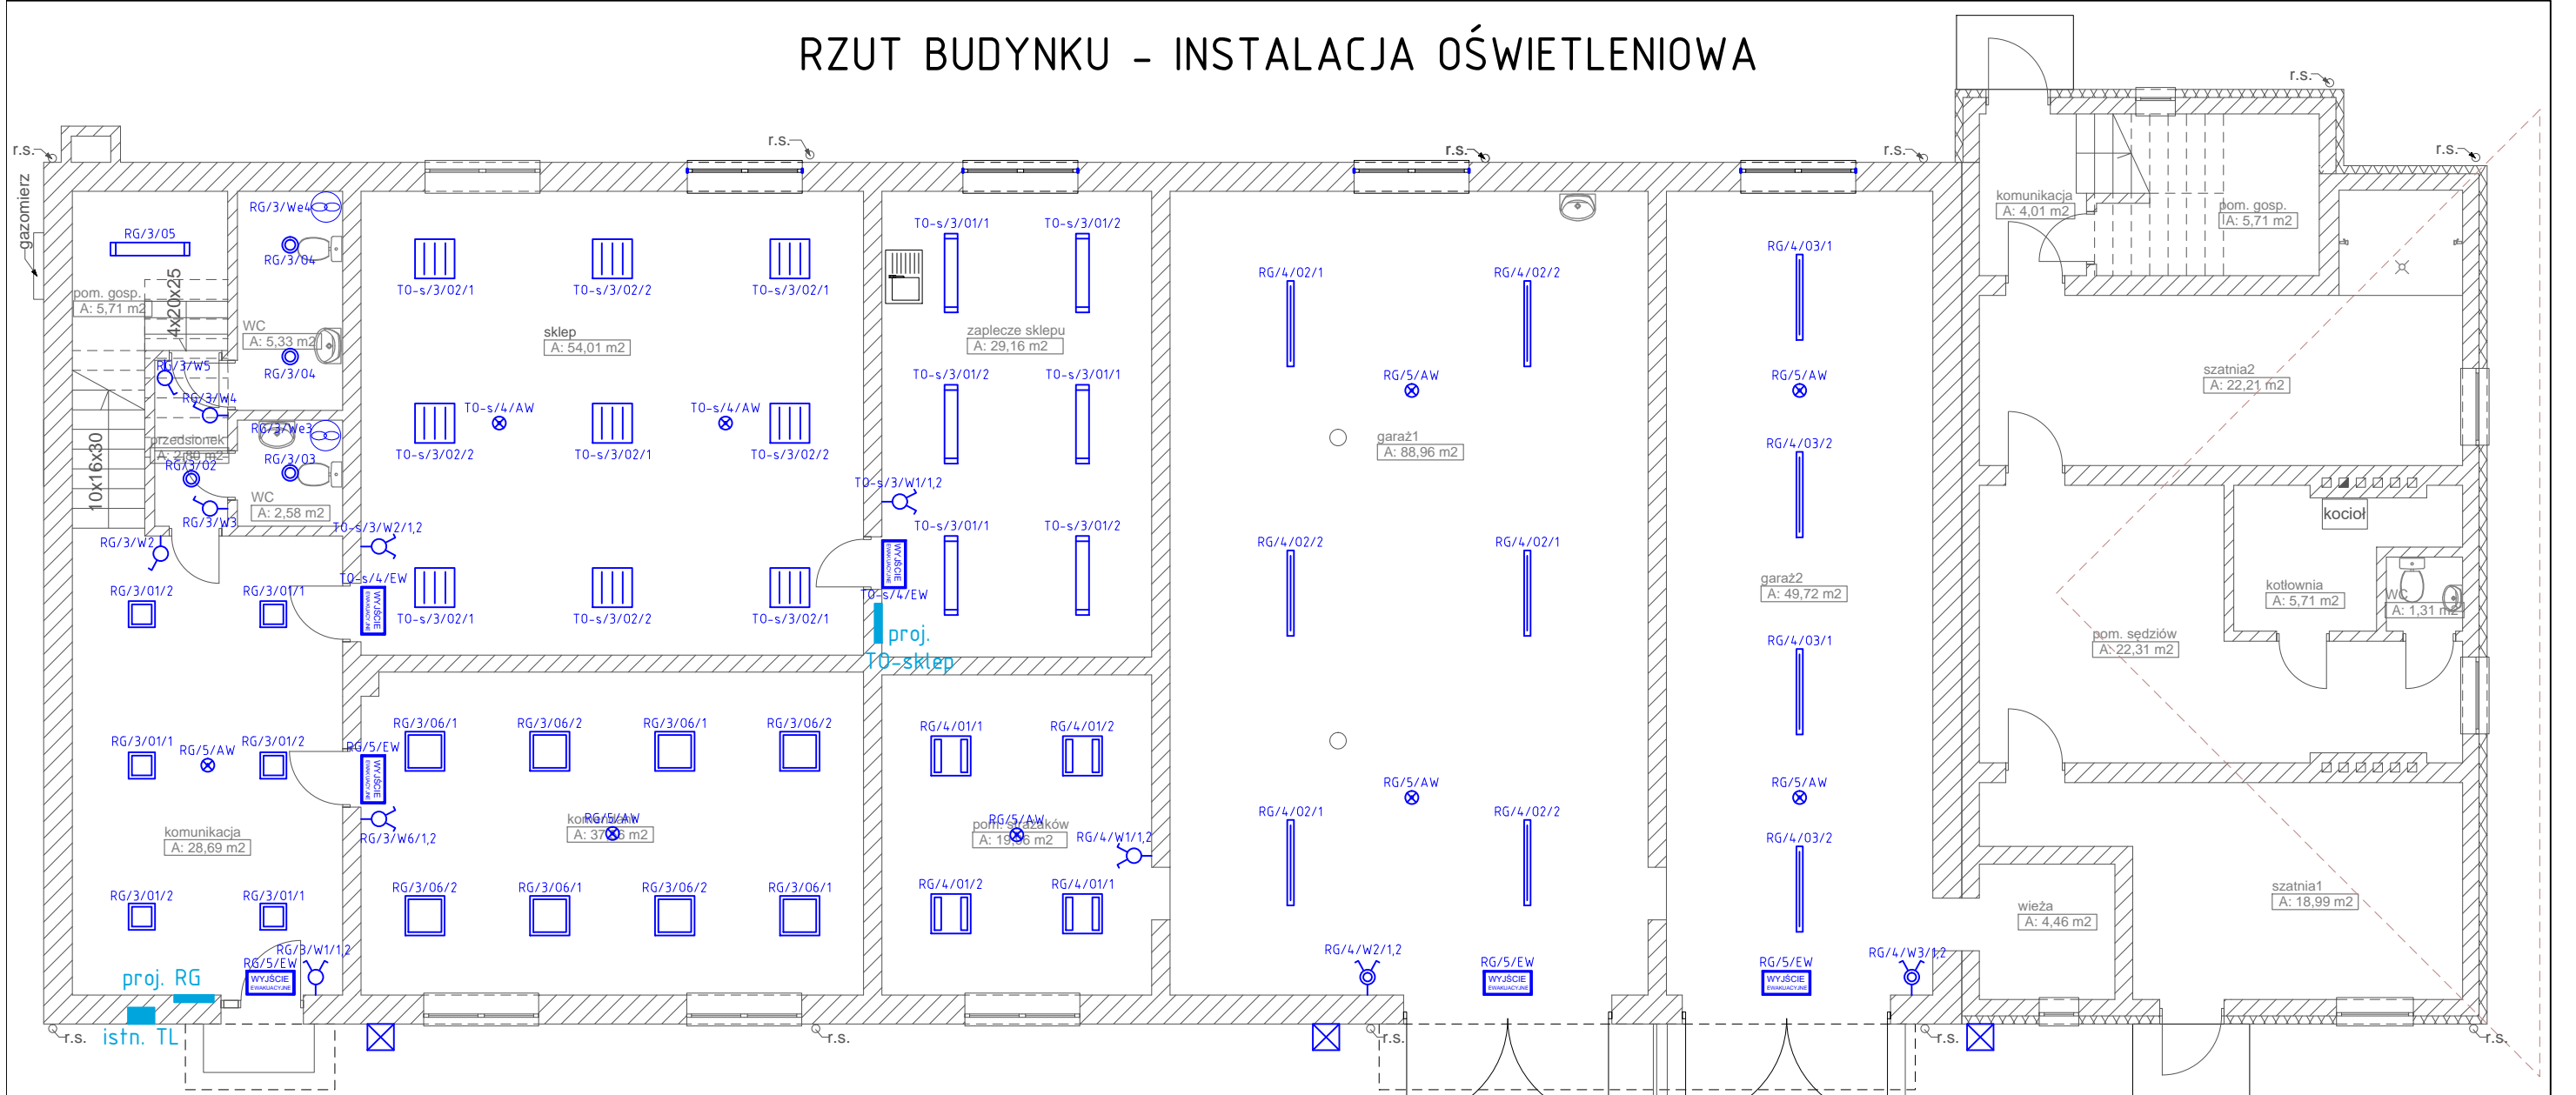 RZUT BUDYNKU - INSTALACJA OŚWIETLENIOWA
r.s.
r.s.
r.s.
r.s.
r.s.
r.s.
gazomierz
RG/3/05
RG/3/We4
RG/3/04
pom. gosp.
A: 5,71 m2
4x20x25
WC
A: 5,33 m2
RG/3/04
RG/3/W5
RG/3/W4
przedsionek
A: 2,80 m2
10x16x30
RG/3/We3
RG/3/02
RG/3/03
WC
A: 2,58 m2
RG/3/W3
RG/3/W2
TO-s/3/02/1
TO-s/3/02/2
TO-s/3/02/1
sklep
A: 54,01 m2
TO-s/4/AW
TO-s/4/AW
TO-s/3/02/2
TO-s/3/02/1
TO-s/3/02/2
TO-s/3/W2/1,2
TO-s/4/EW
WYJŚCIE
EWAKUACYJNE
TO-s/3/02/1
TO-s/3/02/2
TO-s/3/02/1
TO-s/3/01/1
TO-s/3/01/2
zaplecze sklepu
A: 29,16 m2
TO-s/3/01/2
TO-s/3/01/1
TO-s/3/W1/1,2
TO-s/3/01/1
TO-s/3/01/2
WYJŚCIE
EWAKUACYJNE
TO-s/4/EW
proj.
TO-sklep
RG/3/01/2
RG/3/01/1
RG/3/01/1
RG/5/AW
RG/3/01/2
RG/5/EW
WYJŚCIE
EWAKUACYJNE
RG/3/W6/1,2
komunikacja
A: 28,69 m2
RG/3/01/2
RG/3/01/1
RG/3/W1/1,2
RG/5/EW
WYJŚCIE
EWAKUACYJNE
proj. RG
istn. TL
RG/3/06/1
RG/3/06/2
RG/3/06/1
RG/3/06/2
RG/5/AW
RG/3/06/2
RG/3/06/1
RG/3/06/2
RG/3/06/1
RG/4/01/1
RG/4/01/2
RG/5/AW
pom. strażaków
RG/4/W1/1,2
RG/4/01/2
RG/4/01/1
RG/4/02/1
RG/4/02/2
RG/5/AW
garaż1
A: 88,96 m2
RG/4/02/2
RG/4/02/1
RG/5/AW
RG/4/02/1
RG/4/02/2
RG/4/W2/1,2
RG/5/EW
WYJŚCIE
EWAKUACYJNE
RG/4/03/1
RG/5/AW
RG/4/03/2
garaż2
A: 49,72 m2
RG/4/03/1
RG/5/AW
RG/4/03/2
RG/5/EW
WYJŚCIE
EWAKUACYJNE
RG/4/W3/1,2
komunikacja
A: 4,01 m2
pom. gosp.
A: 5,71 m2
szatnia2
A: 22,21 m2
kocioł
kotłownia
A: 5,71 m2
WC
A: 1,31 m2
pom. sędziów
A: 22,31 m2
szatnia1
A: 18,99 m2
wieża
A: 4,46 m2
r.s.
r.s.
r.s.
r.s.
r.s.